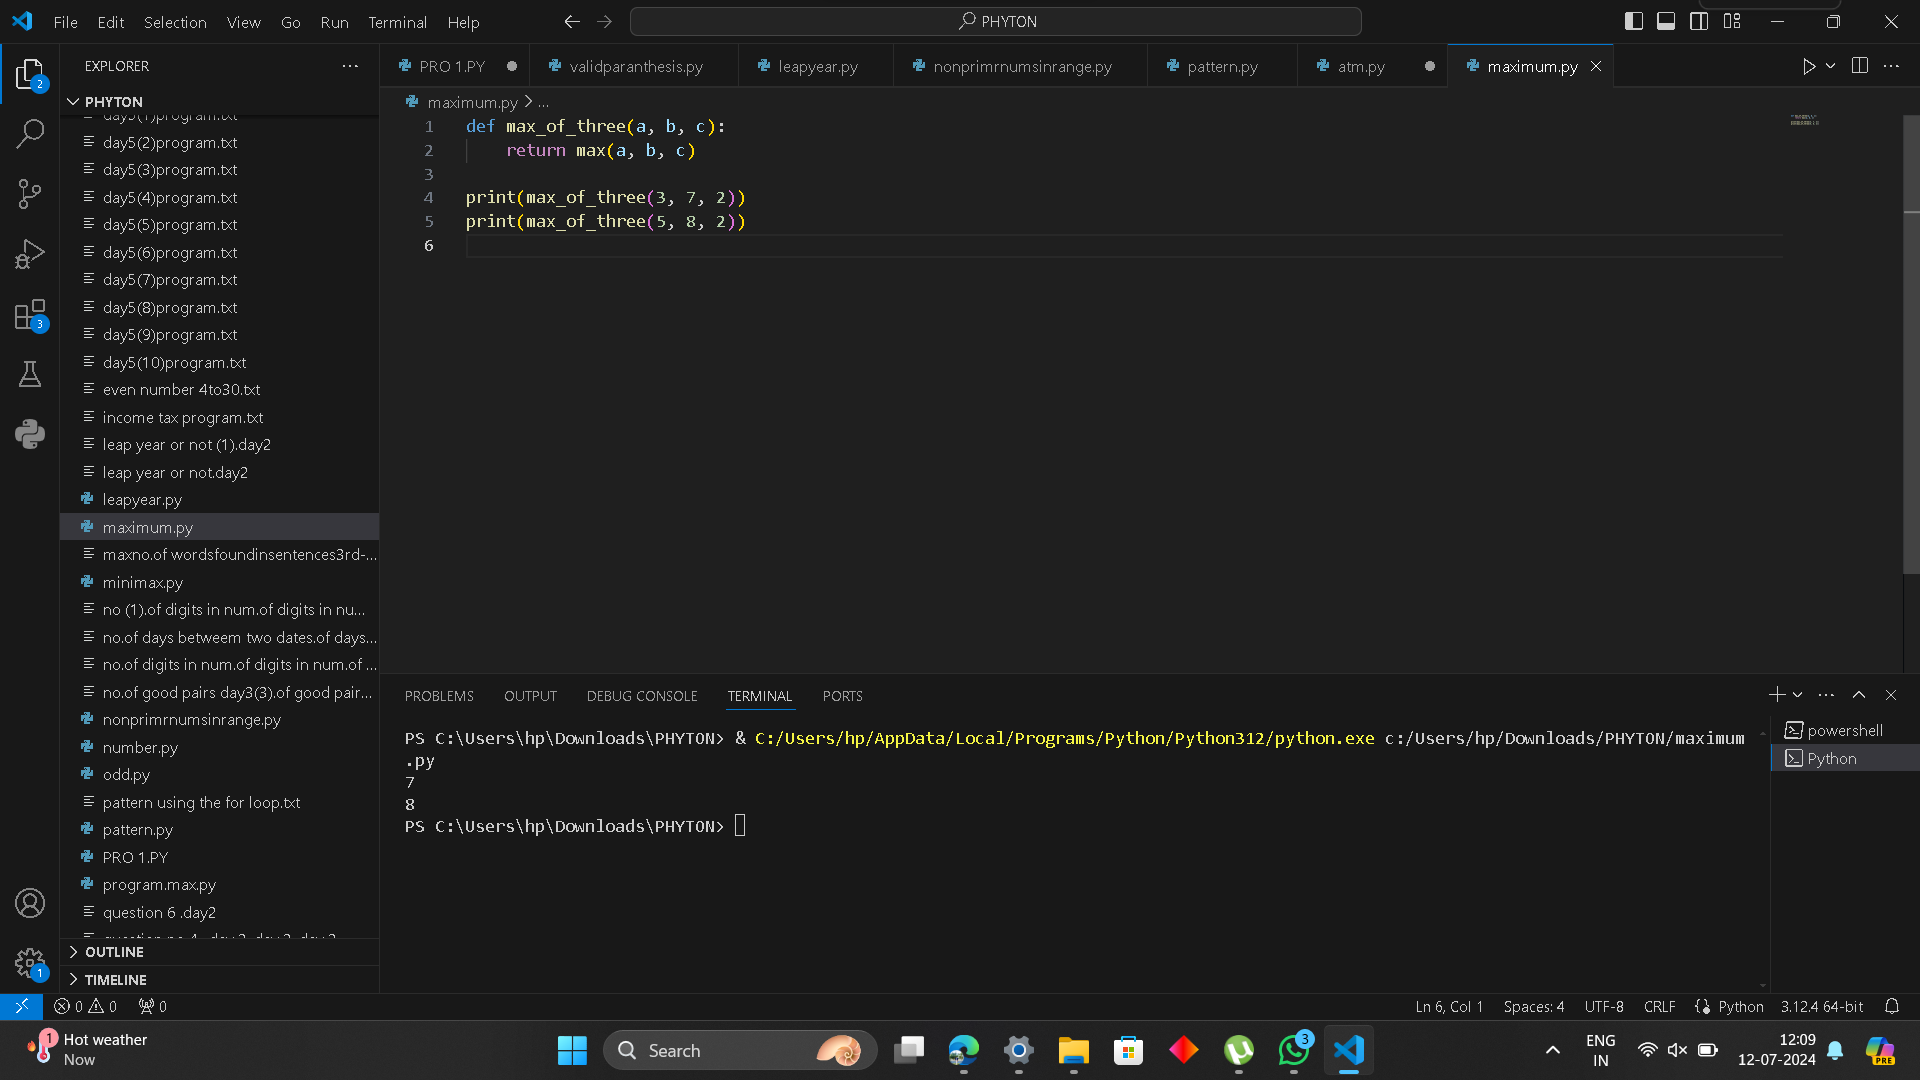 File Edit Selection View Go Run Terminal Help
PHYTON
EXPLORER
PRO 1.PY
validparanthesis.py
leapyear.py
nonprimrnumsinrange.py
pattern.py
atm.py
maximum.py
2
3
1
PHYTON
day5(1)program.txt
day5(2)program.txt
day5(3)program.txt
day5(4)program.txt
day5(5)program.txt
day5(6)program.txt
day5(7)program.txt
day5(8)program.txt
day5(9)program.txt
day5(10)program.txt
even number 4to30.txt
income tax program.txt
leap year or not (1).day2
leap year or not.day2
leapyear.py
maximum.py
maxno.of wordsfoundinsentences3rd-...
minimax.py
no (1).of digits in num.of digits in nu...
no.of days betweem two dates.of days...
no.of digits in num.of digits in num.of ...
no.of good pairs day3(3).of good pair...
nonprimrnumsinrange.py
number.py
odd.py
pattern using the for loop.txt
pattern.py
PRO 1.PY
program.max.py
question 6 .day2
OUTLINE
TIMELINE
maximum.py > ...
1 def max_of_three(a, b, c):
2 return max(a, b, c)
3
4 print(max_of_three(3, 7, 2))
5 print(max_of_three(5, 8, 2))
6
PROBLEMS OUTPUT DEBUG CONSOLE TERMINAL PORTS
PS C:\Users\hp\Downloads\PHYTON> & C:/Users/hp/AppData/Local/Programs/Python/Python312/python.exe c:/Users/hp/Downloads/PHYTON/maximum
.py
7
8
PS C:\Users\hp\Downloads\PHYTON>
powershell
Python
0 0 0
Ln 6, Col 1 Spaces: 4 UTF-8 CRLF Python 3.12.4 64-bit
1
Hot weather
Now
Search
3
ENG
IN
12:09
12-07-2024
PRE